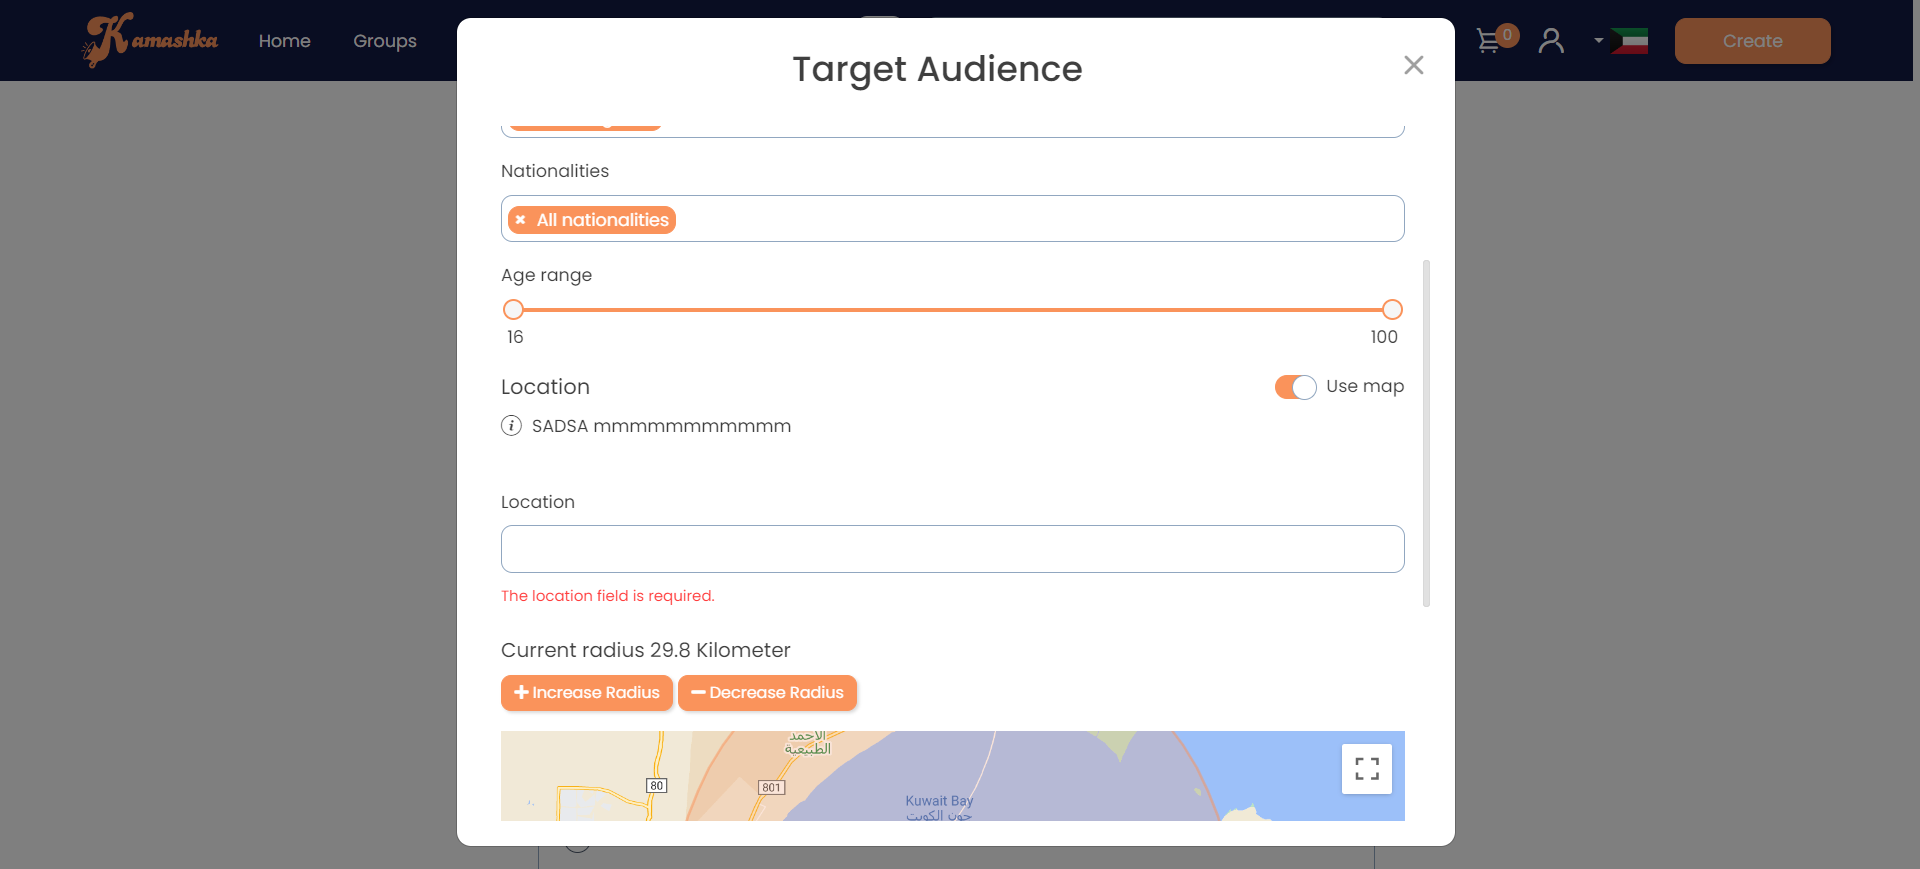 Kamashka
Home
Groups
0
Create
Target Audience
Nationalities
✖ All nationalities
Age range
16
100
Location
Use map
i SADSA mmmmmmmmmmm
Location
The location field is required.
Current radius 29.8 Kilometer
Increase Radius
Decrease Radius
الأحمد
الطبيعية
80
801
Kuwait Bay
جون الكويت